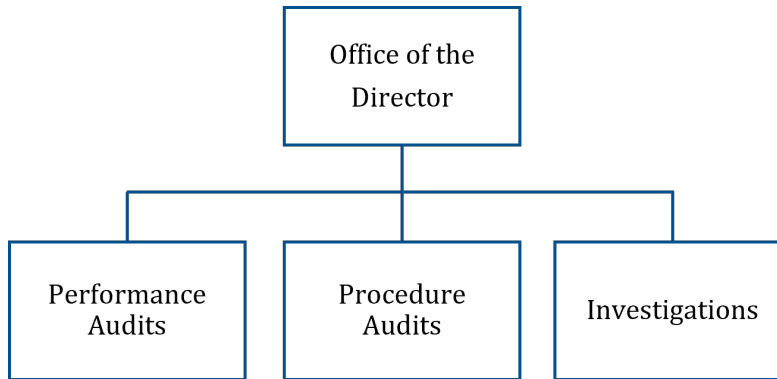 Office of the
Director
Performance
Audits
Procedure
Audits
Investigations